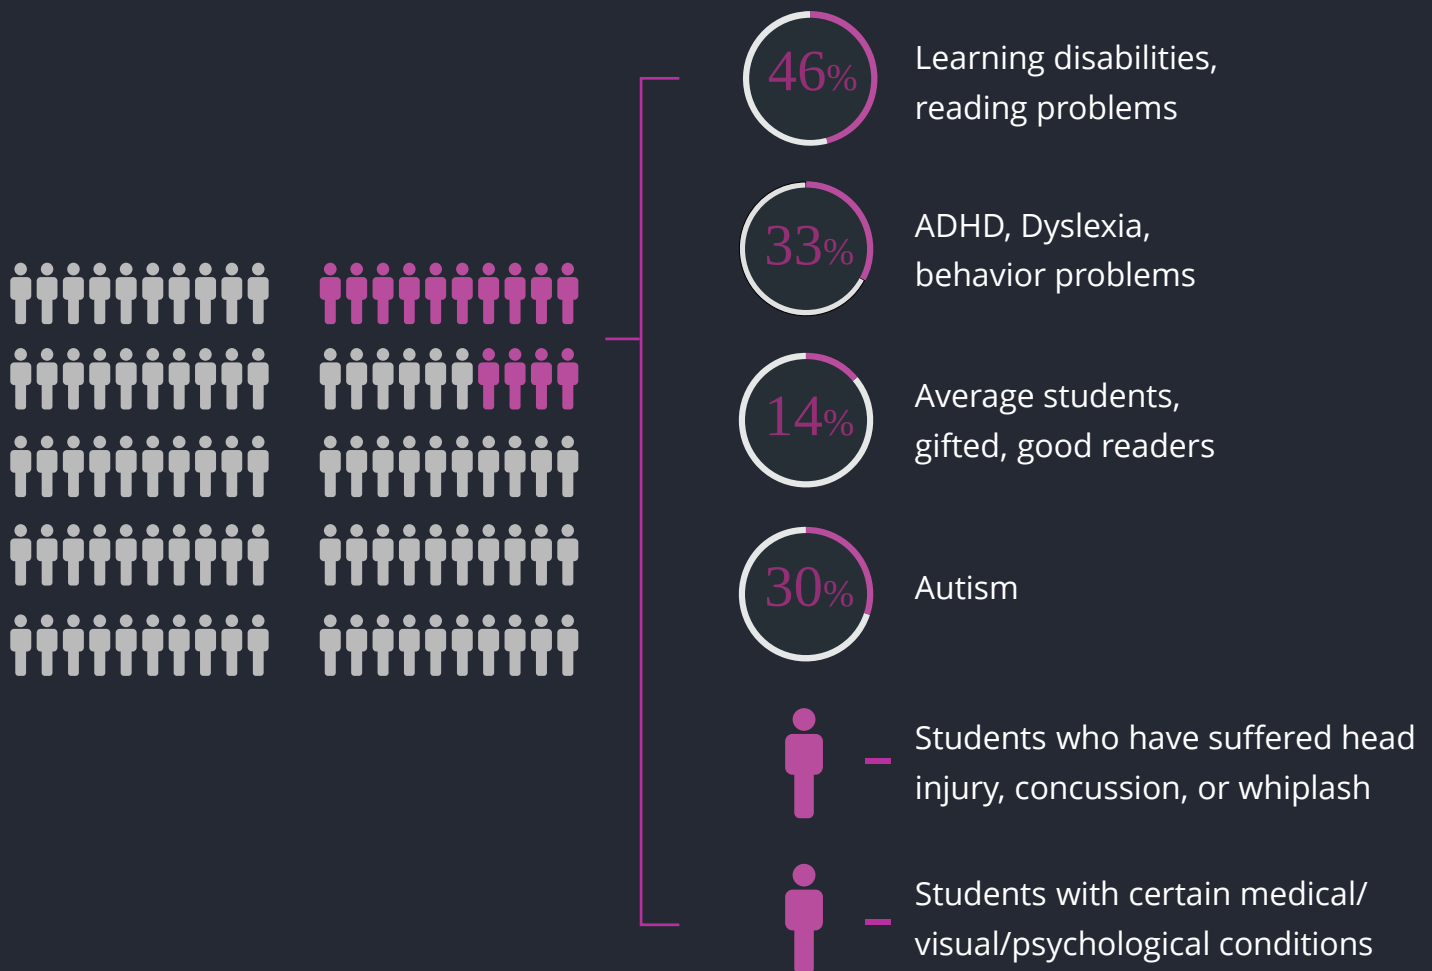 46%
Learning disabilities,
reading problems
33%
ADHD, Dyslexia,
behavior problems
14%
Average students,
gifted, good readers
30%
Autism
Students who have suffered head
injury, concussion, or whiplash
Students with certain medical/
visual/psychological conditions